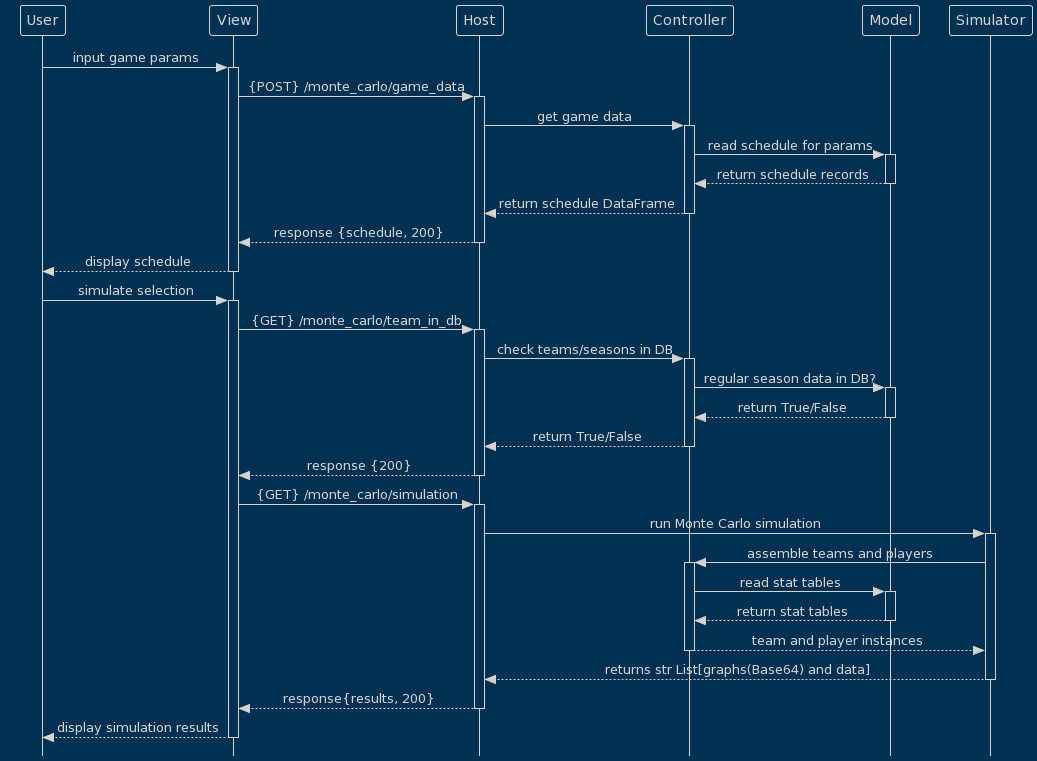 User View Host Controller Model Simulator
input game params
{POST} /monte_carlo/game_data
get game data
read schedule for params
return schedule records
return schedule DataFrame
response {schedule, 200}
display schedule
simulate selection
{GET} /monte_carlo/team_in_db
check teams/seasons in DB
regular season data in DB?
return True/False
return True/False
response {200}
{GET} /monte_carlo/simulation
run Monte Carlo simulation
assemble teams and players
read stat tables
return stat tables
team and player instances
returns str List[graphs(Base64) and data]
response{results, 200}
display simulation results